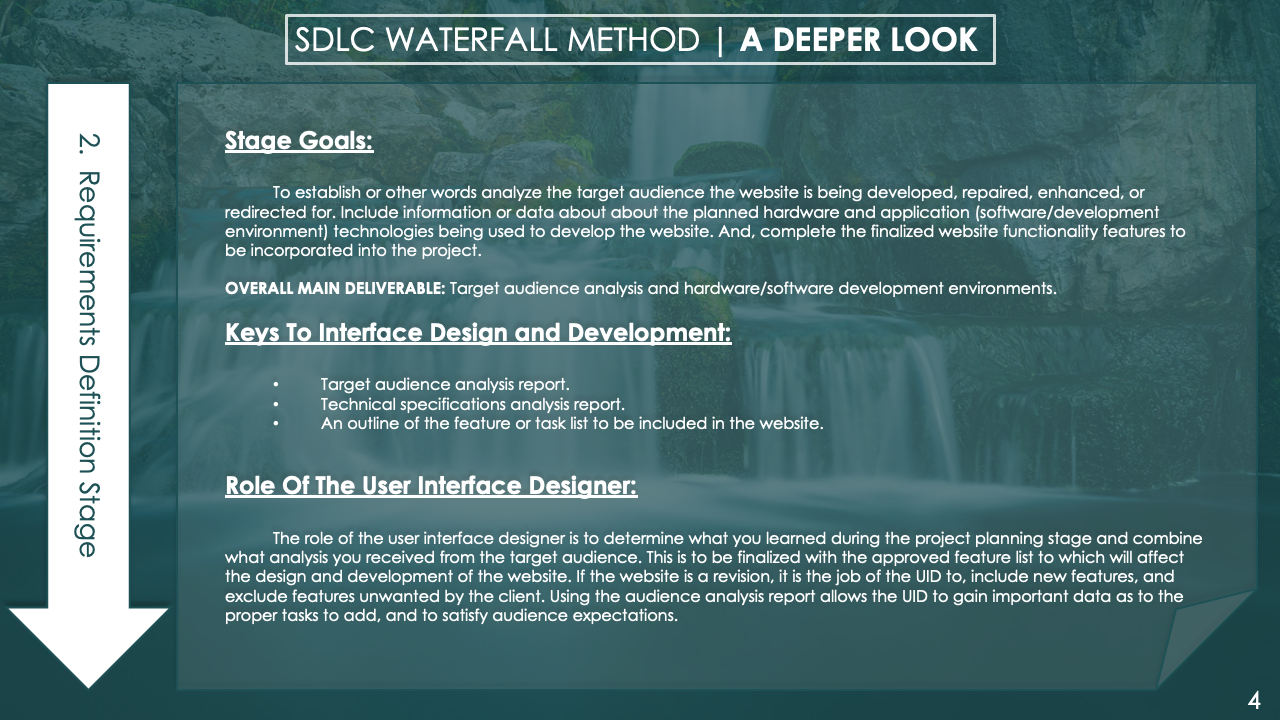 SDLC WATERFALL METHOD | A DEEPER LOOK
2. Requirements Definition Stage
Stage Goals:
To establish or other words analyze the target audience the website is being developed, repaired, enhanced, or
redirected for. Include information or data about about the planned hardware and application (software/development
environment) technologies being used to develop the website. And, complete the finalized website functionality features to
be incorporated into the project.
OVERALL MAIN DELIVERABLE: Target audience analysis and hardware/software development environments.
Keys To Interface Design and Development:
• Target audience analysis report.
• Technical specifications analysis report.
• An outline of the feature or task list to be included in the website.
Role Of The User Interface Designer:
The role of the user interface designer is to determine what you learned during the project planning stage and combine
what analysis you received from the target audience. This is to be finalized with the approved feature list to which will affect
the design and development of the website. If the website is a revision, it is the job of the UID to, include new features, and
exclude features unwanted by the client. Using the audience analysis report allows the UID to gain important data as to the
proper tasks to add, and to satisfy audience expectations.
4